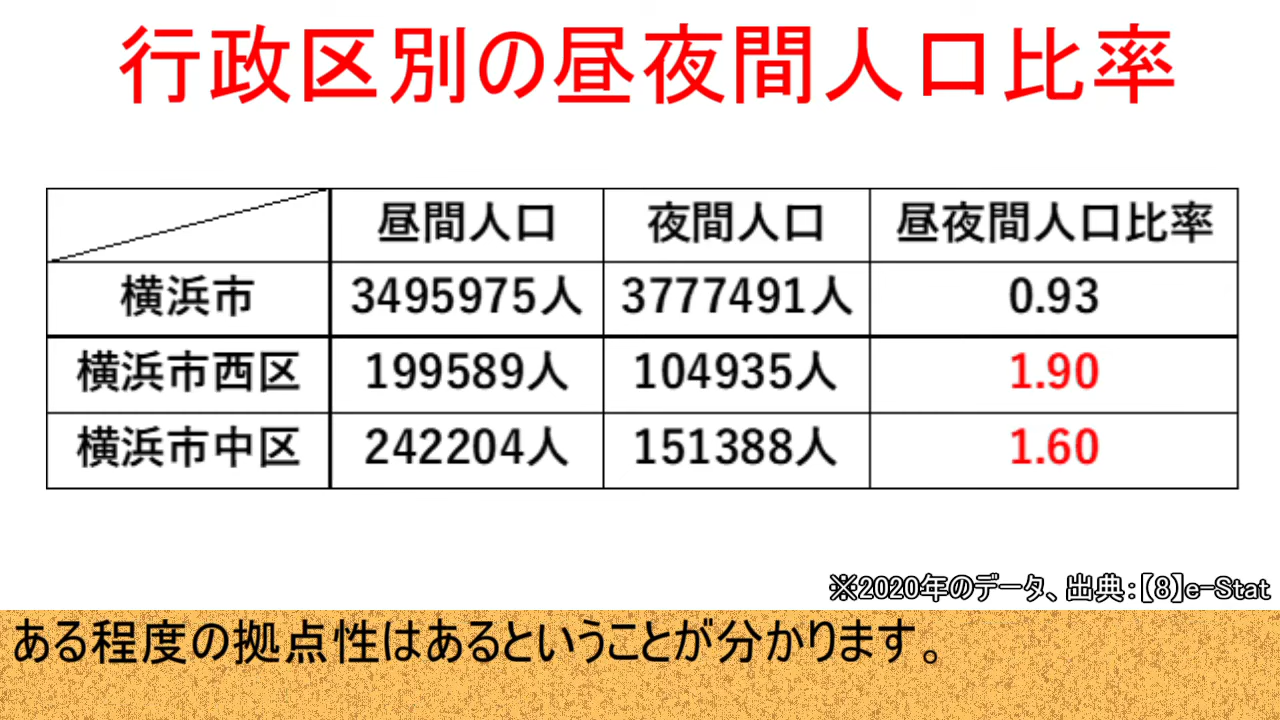 行政区別の昼夜間人口比率
昼間人口 夜間人口 昼夜間人口比率
横浜市 3495975人 3777491人 0.93
横浜市西区 199589人 104935人 1.90
横浜市中区 242204人 151388人 1.60
※2020年のデータ、出典：【8】e-Stat
ある程度の拠点性はあるということが分かります。